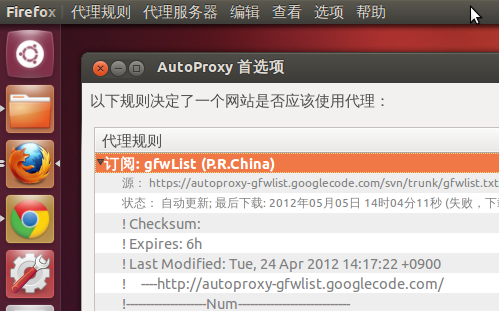 Firefox 代理规则 代理服务器 编辑 查看 选项 帮助
AutoProxy 首选项
以下规则决定了一个网站是否应该使用代理：
代理规则
订阅: gfwList (P.R.China)
源： https://autoproxy-gfwlist.googlecode.com/svn/trunk/gfwlist.txt
状态： 自动更新; 最后下载: 2012年05月05日 14时04分11秒 (失败，下载
! Checksum:
! Expires: 6h
! Last Modified: Tue, 24 Apr 2012 14:17:22 +0900
! ----http://autoproxy-gfwlist.googlecode.com/
!---------------------Num-----------------------------